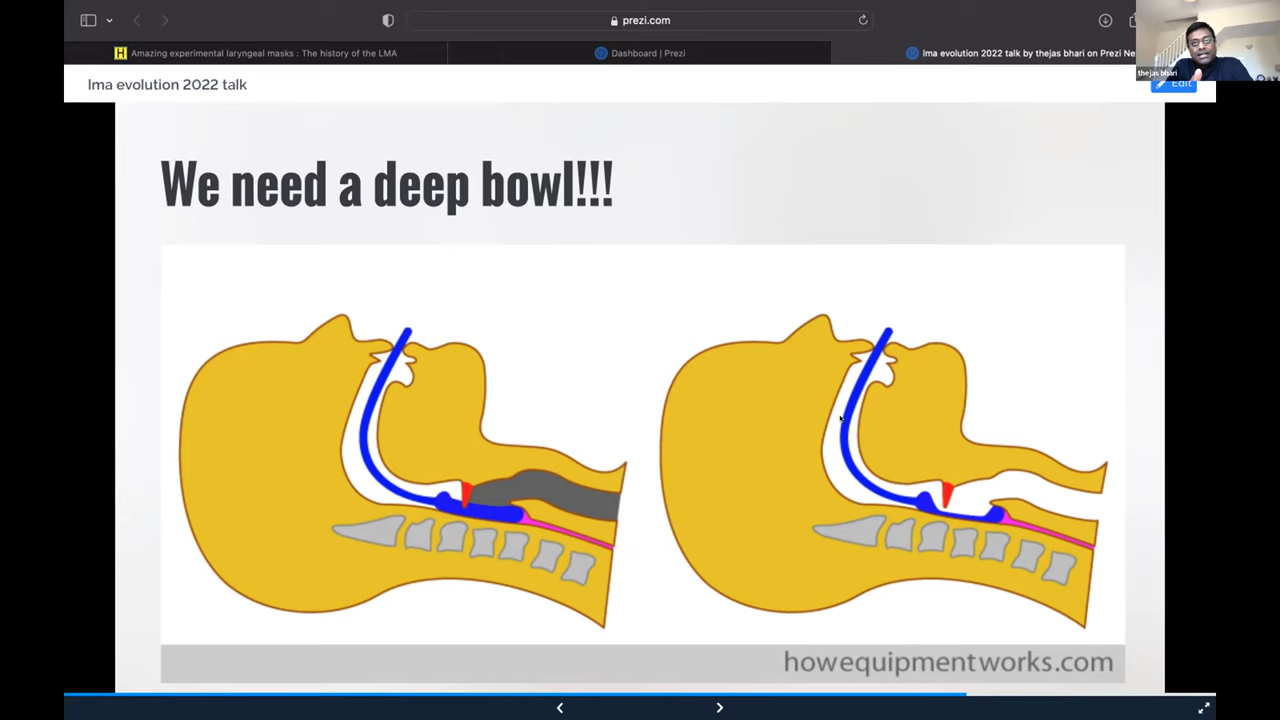 prezi.com
Amazing experimental laryngeal masks : The history of the LMA
Dashboard | Prezi
lma evolution 2022 talk by thejas bhari on Prezi Ne
thejas bhari
lma evolution 2022 talk
Edit
We need a deep bowl!!!
howequipmentworks.com